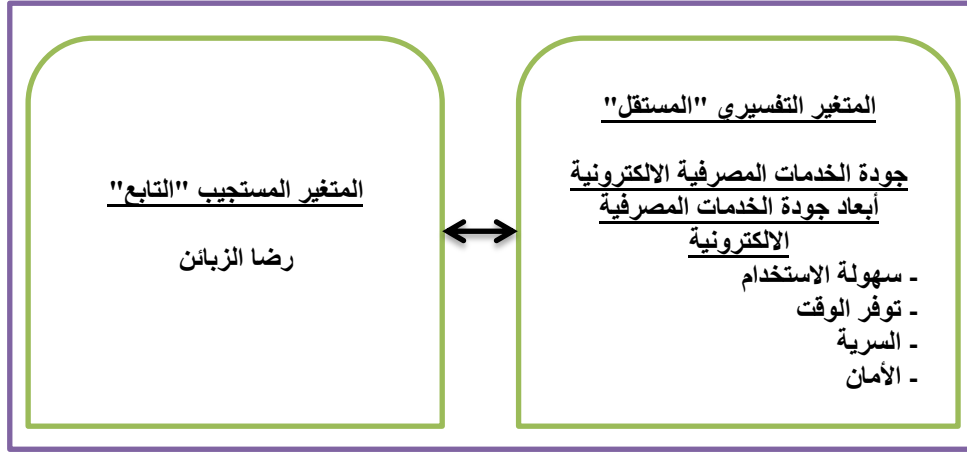 المتغير التفسيري "المستقل"
جودة الخدمات المصرفية الالكترونية
أبعاد جودة الخدمات المصرفية
الالكترونية
- سهولة الاستخدام
- توفر الوقت
- السرية
- الأمان
المتغير المستجيب "التابع"
رضا الزبائن